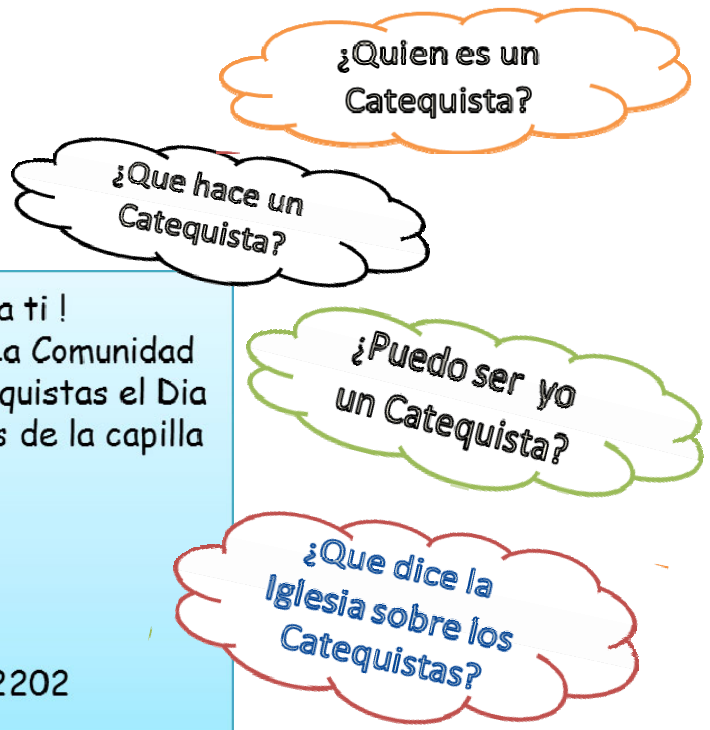 ¿Quien es un
Catequista?
¿Que hace un
Catequista?
a ti !
La Comunidad
quistas el Dia
s de la capilla
2202
¿Puedo ser yo
un Catequista?
¿Que dice la
Iglesia sobre los
Catequistas?